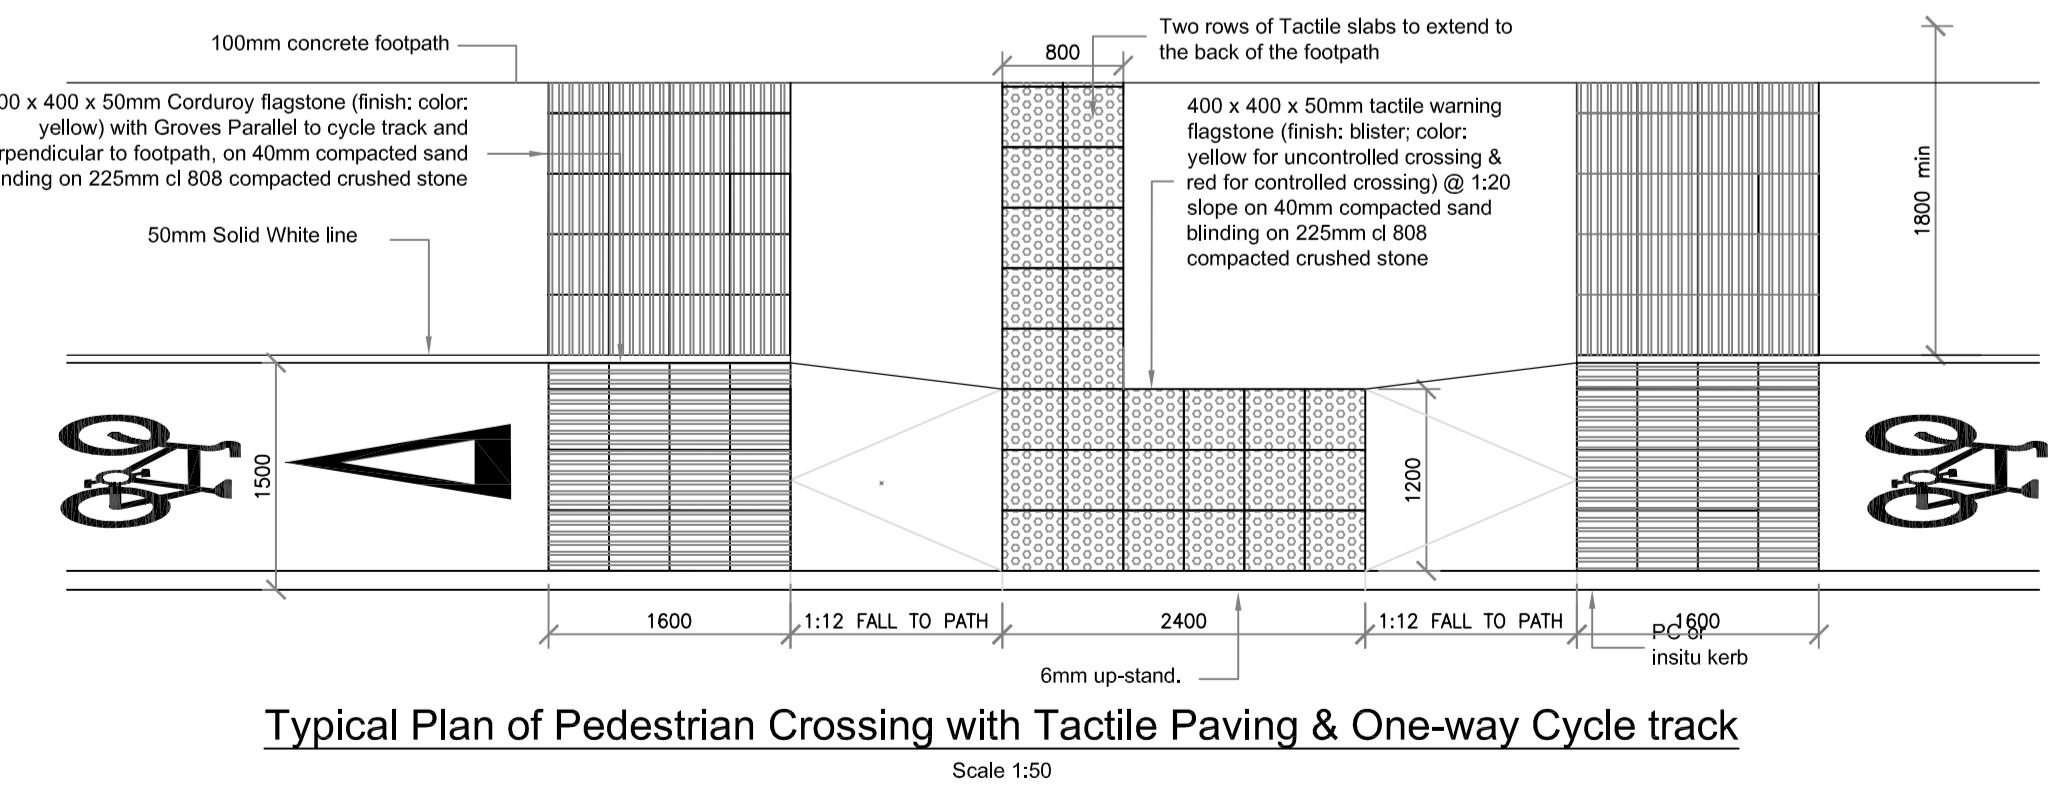 100mm concrete footpath
00 x 400 x 50mm Corduroy flagstone (finish: color:
yellow) with Groves Parallel to cycle track and
rpendicular to footpath, on 40mm compacted sand
nding on 225mm cl 808 compacted crushed stone
50mm Solid White line
800
Two rows of Tactile slabs to extend to
the back of the footpath
400 x 400 x 50mm tactile warning
flagstone (finish: blister; color:
yellow for uncontrolled crossing &
red for controlled crossing) @ 1:20
slope on 40mm compacted sand
blinding on 225mm cl 808
compacted crushed stone
1800 min
1500
1200
1600
1:12 FALL TO PATH
2400
1:12 FALL TO PATH
1600
PC or
insitu kerb
6mm up-stand.
Typical Plan of Pedestrian Crossing with Tactile Paving & One-way Cycle track
Scale 1:50